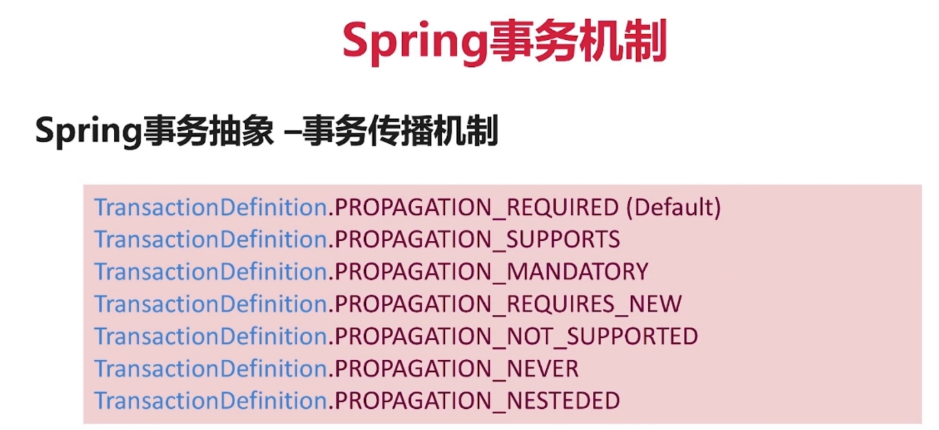 Spring事务机制
Spring事务抽象 –事务传播机制
TransactionDefinition.PROPAGATION_REQUIRED (Default)
TransactionDefinition.PROPAGATION_SUPPORTS
TransactionDefinition.PROPAGATION_MANDATORY
TransactionDefinition.PROPAGATION_REQUIRES_NEW
TransactionDefinition.PROPAGATION_NOT_SUPPORTED
TransactionDefinition.PROPAGATION_NEVER
TransactionDefinition.PROPAGATION_NESTEDED